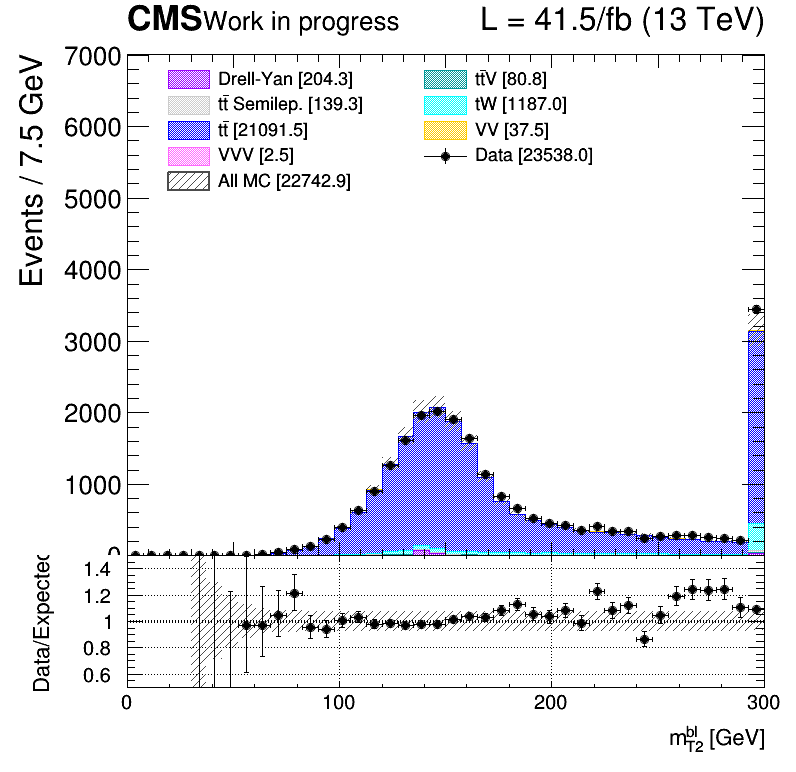 CMS Work in progress L = 41.5/fb (13 TeV)
Events / 7.5 GeV
7000
6000
5000
4000
3000
2000
1000
0
Drell-Yan [204.3]
tt̄ Semilep. [139.3]
tt̄ [21091.5]
VVV [2.5]
All MC [22742.9]
tt̄V [80.8]
tW [1187.0]
VV [37.5]
Data [23538.0]
Data/Expected
1.4
1.2
1
0.8
0.6
0 100 200 300
m_{T2}^{bl} [GeV]